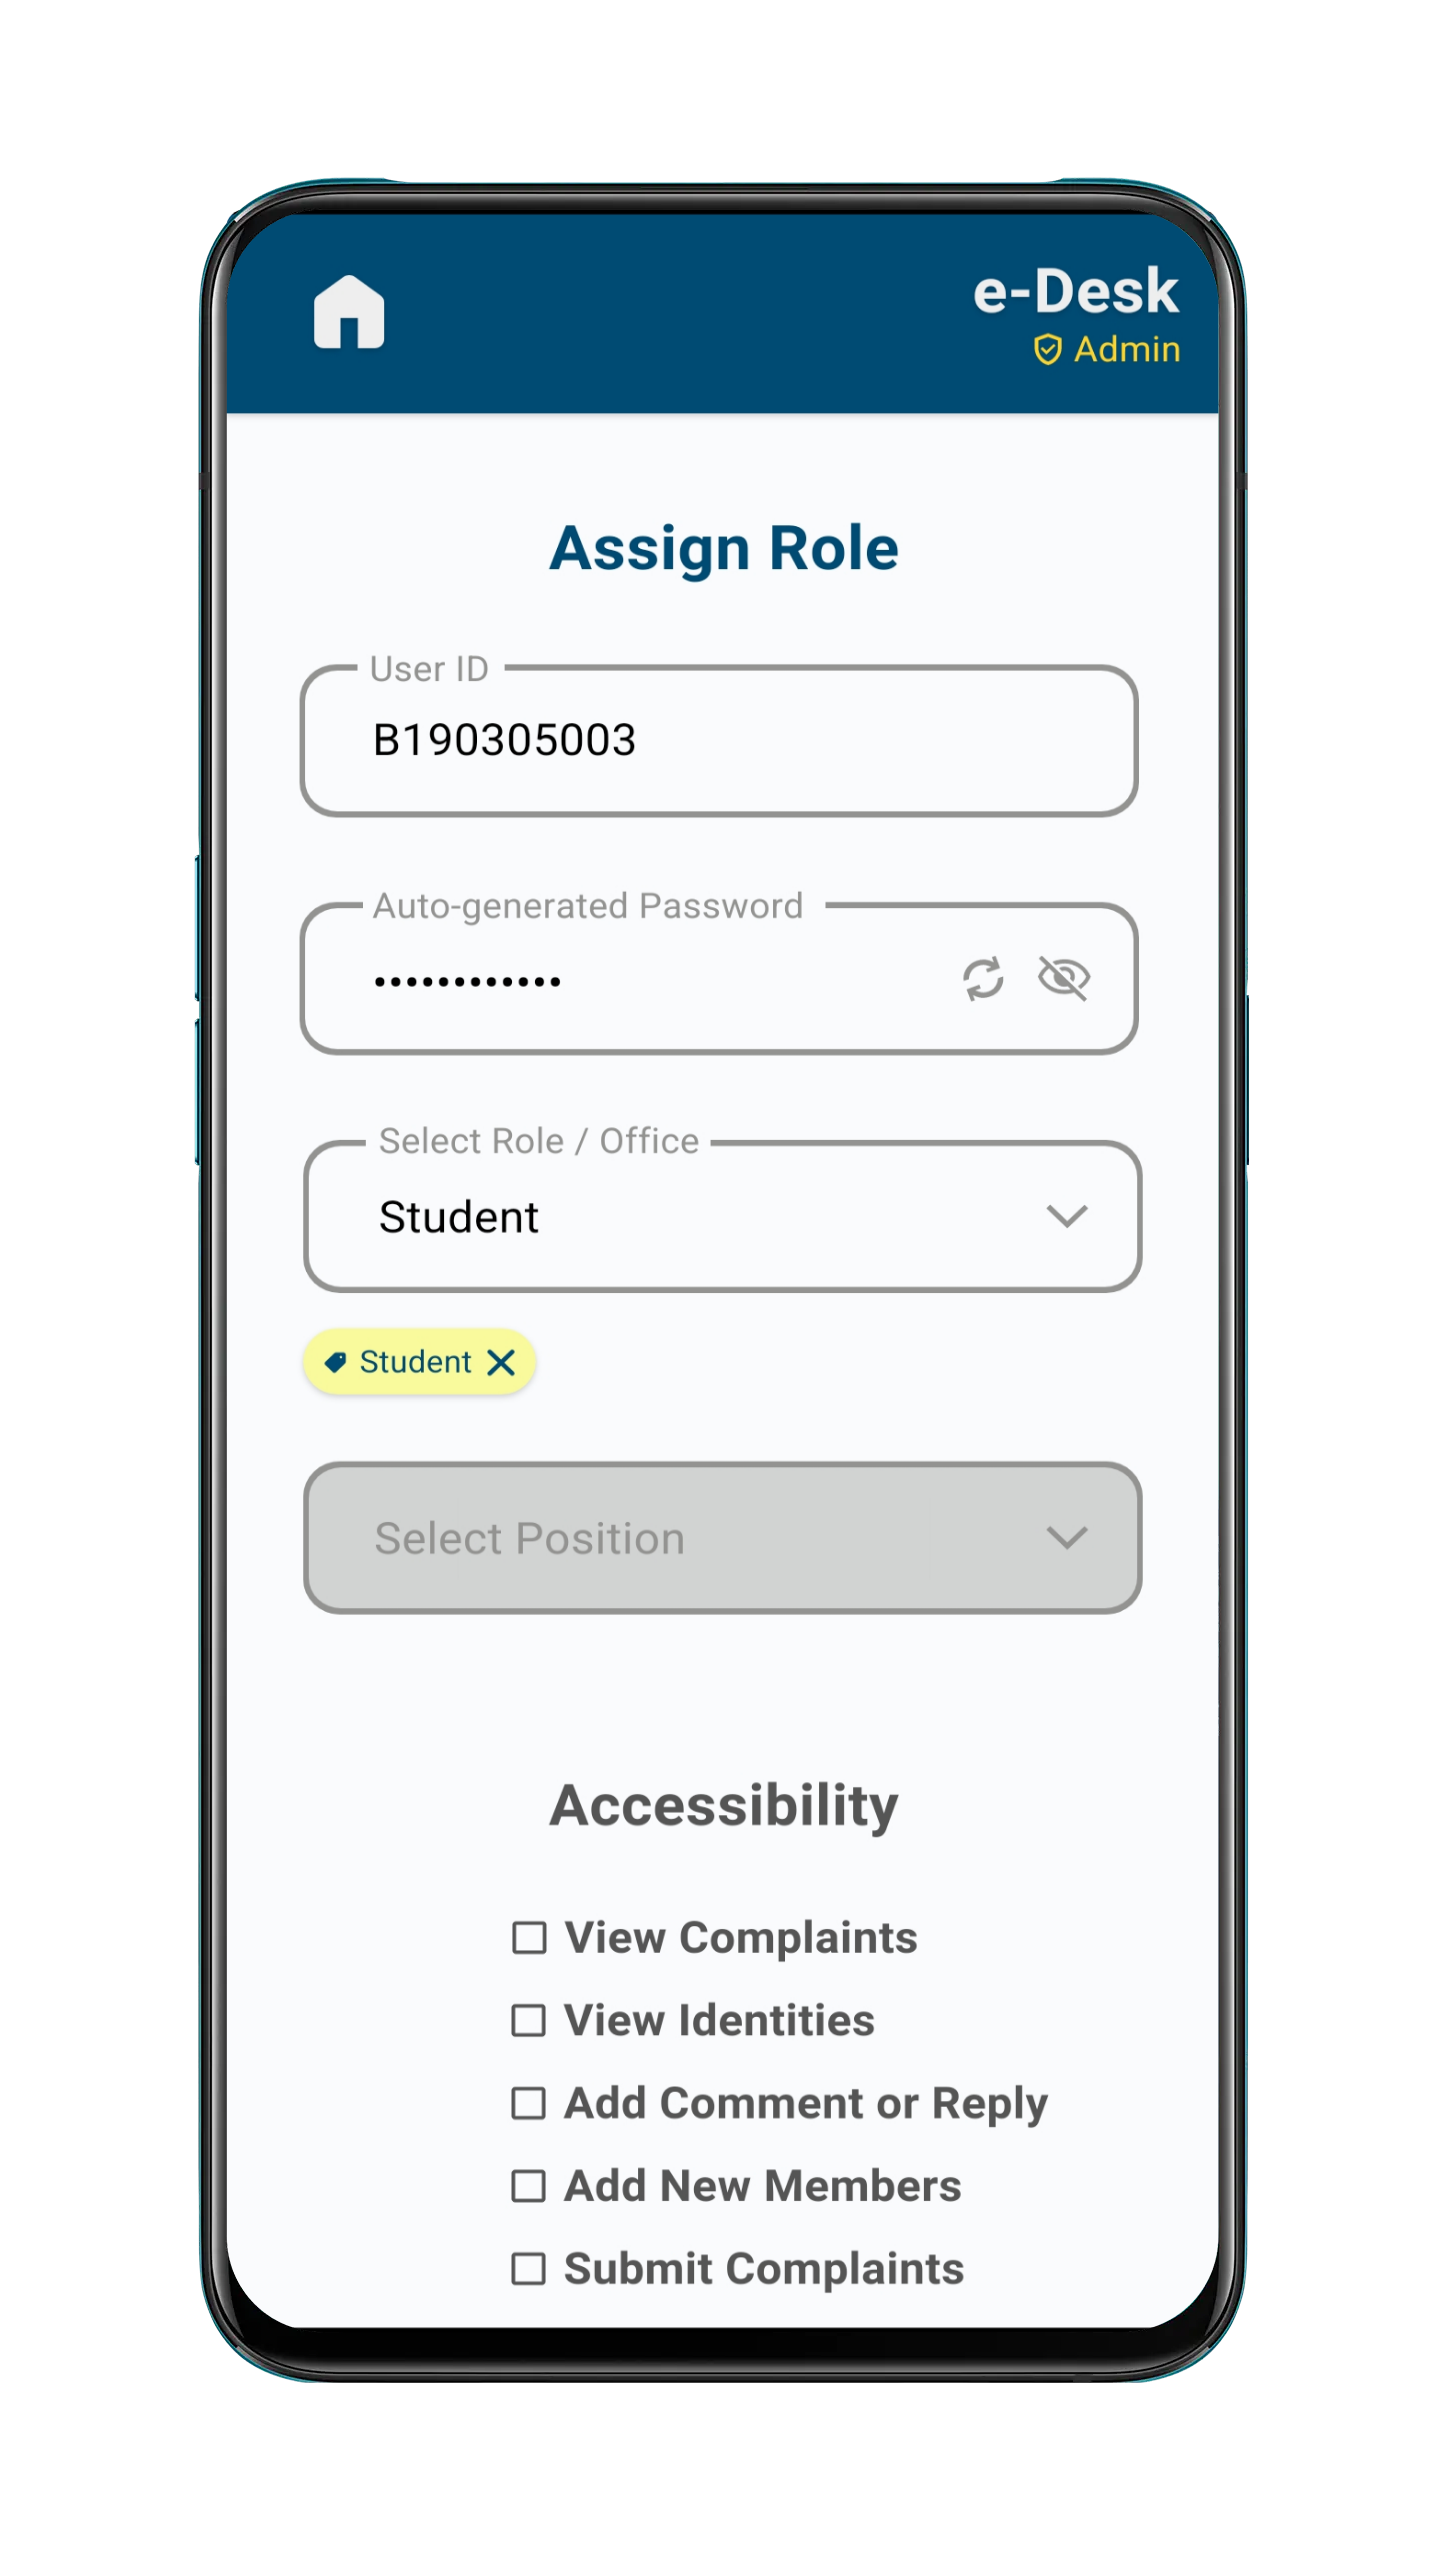 e-Desk
Admin
Assign Role
User ID
B190305003
Auto-generated Password
••••••••••••
Select Role / Office
Student
Student
Select Position
Accessibility
View Complaints
View Identities
Add Comment or Reply
Add New Members
Submit Complaints